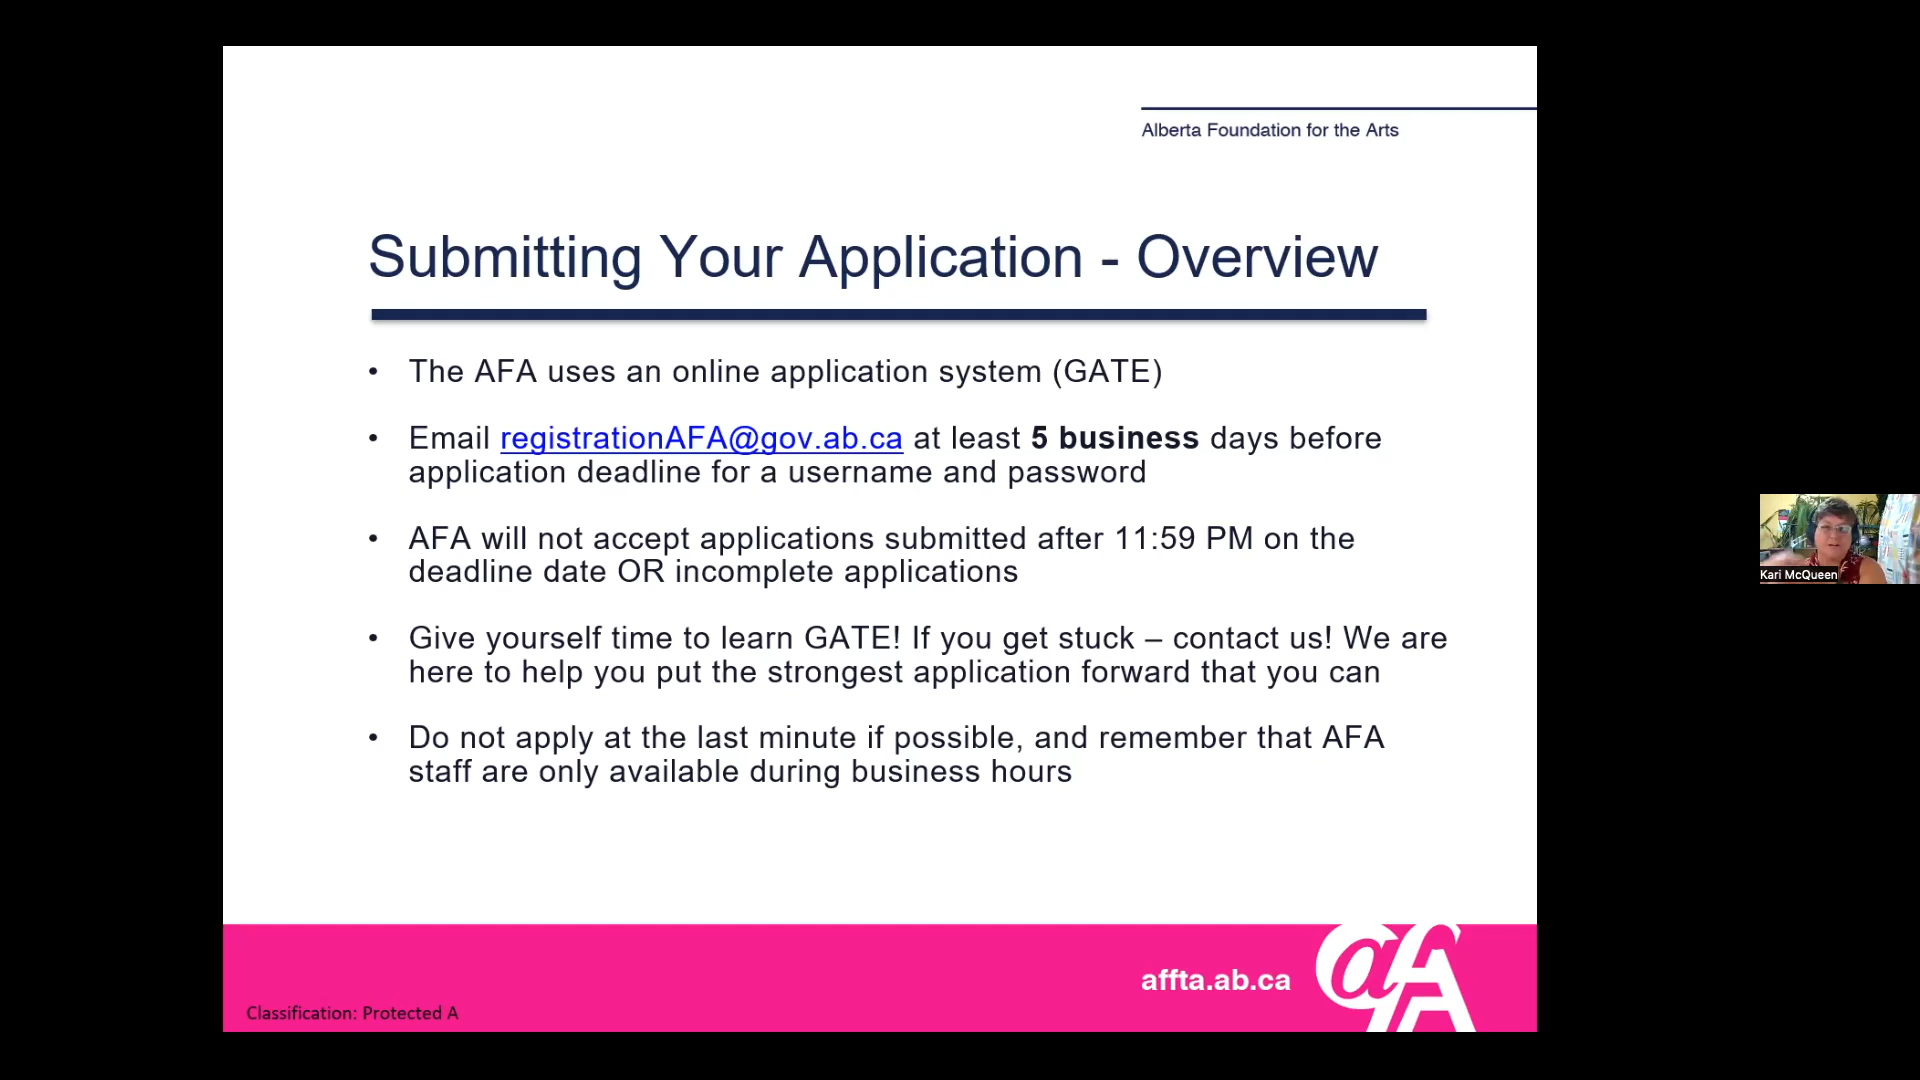 Alberta Foundation for the Arts
Submitting Your Application - Overview
• The AFA uses an online application system (GATE)
• Email registrationAFA@gov.ab.ca at least 5 business days before
application deadline for a username and password
• AFA will not accept applications submitted after 11:59 PM on the
deadline date OR incomplete applications
• Give yourself time to learn GATE! If you get stuck – contact us! We are
here to help you put the strongest application forward that you can
• Do not apply at the last minute if possible, and remember that AFA
staff are only available during business hours
Kari McQueen
affta.ab.ca
afA
Classification: Protected A